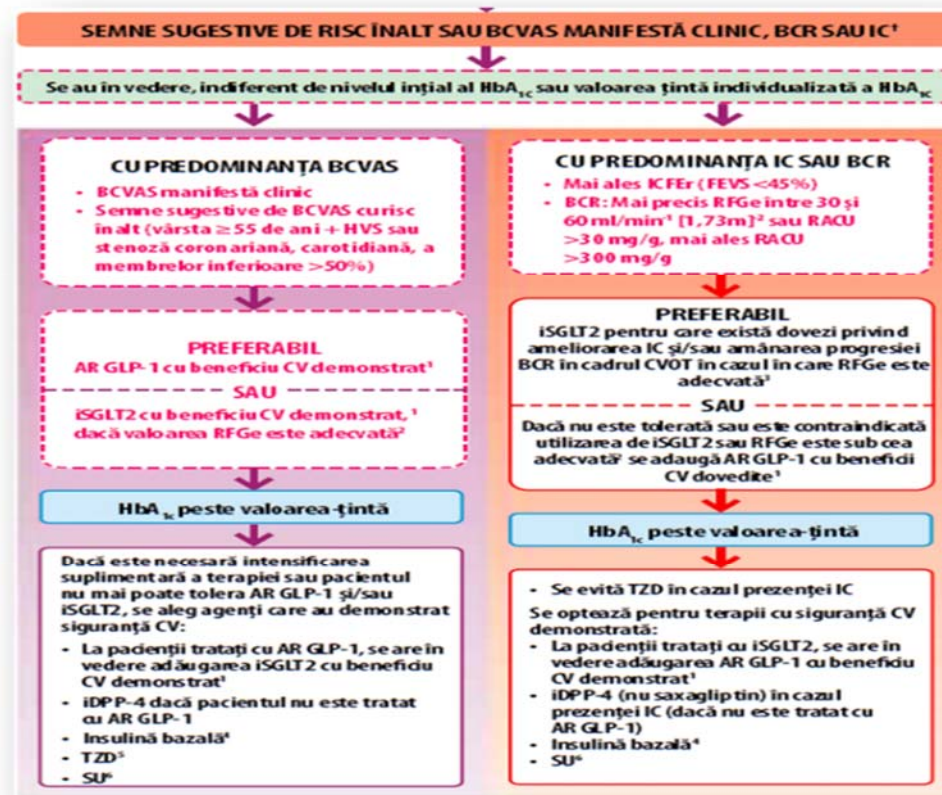 SEMNE SUGESTIVE DE RISC ÎNALT SAU BCVAS MANIFESTĂ CLINIC, BCR SAU IC†
Se au în vedere, indiferent de nivelul ințial al HbA1C sau valoarea țintă individualizată a HbA1C
CU PREDOMINANȚA BCVAS
• BCVAS manifestă clinic
• Semne sugestive de BCVAS cu risc
înalt (vârsta ≥ 55 de ani + HVS sau
stenoză coronariană, carotidiană, a
membrelor inferioare >50%)
PREFERABIL
AR GLP-1 cu beneficiu CV demonstrat¹
SAU
iSGLT2 cu beneficiu CV demonstrat, ¹
dacă valoarea RFGe este adecvată²
HbA1c peste valoarea-țintă
Dacă este necesară intensificarea
suplimentară a terapiei sau pacientul
nu mai poate tolera AR GLP-1 și/sau
iSGLT2, se aleg agenți care au demonstrat
siguranță CV:
• La pacienții tratați cu AR GLP-1, se are în
vedere adăugarea iSGLT2 cu beneficiu
CV demonstrat¹
• iDPP-4 dacă pacientul nu este tratat
cu AR GLP-1
• Insulină bazală⁴
• TZD⁵
• SU⁶
CU PREDOMINANȚA IC SAU BCR
• Mai ales ICFEr (FEVS <45%)
• BCR: Mai precis RFGe între 30 și
60 ml/min⁻¹ [1,73m]⁻² sau RACU
>30 mg/g, mai ales RACU
>300 mg/g
PREFERABIL
iSGLT2 pentru care există dovezi privind
ameliorarea IC și/sau amânarea progresiei
BCR în cadrul CVOT în cazul în care RFGe este
adecvată³
SAU
Dacă nu este tolerată sau este contraindicată
utilizarea de iSGLT2 sau RFGe este sub cea
adecvată² se adaugă AR GLP-1 cu beneficii
CV dovedite¹
HbA1c peste valoarea-țintă
• Se evită TZD în cazul prezenței IC
Se optează pentru terapii cu siguranță CV
demonstrată:
• La pacienții tratați cu iSGLT2, se are în
vedere adăugarea AR GLP-1 cu beneficiu
CV demonstrat¹
• iDPP-4 (nu saxagliptin) în cazul
prezenței IC (dacă nu este tratat cu
AR GLP-1)
• Insulină bazală⁴
• SU⁶